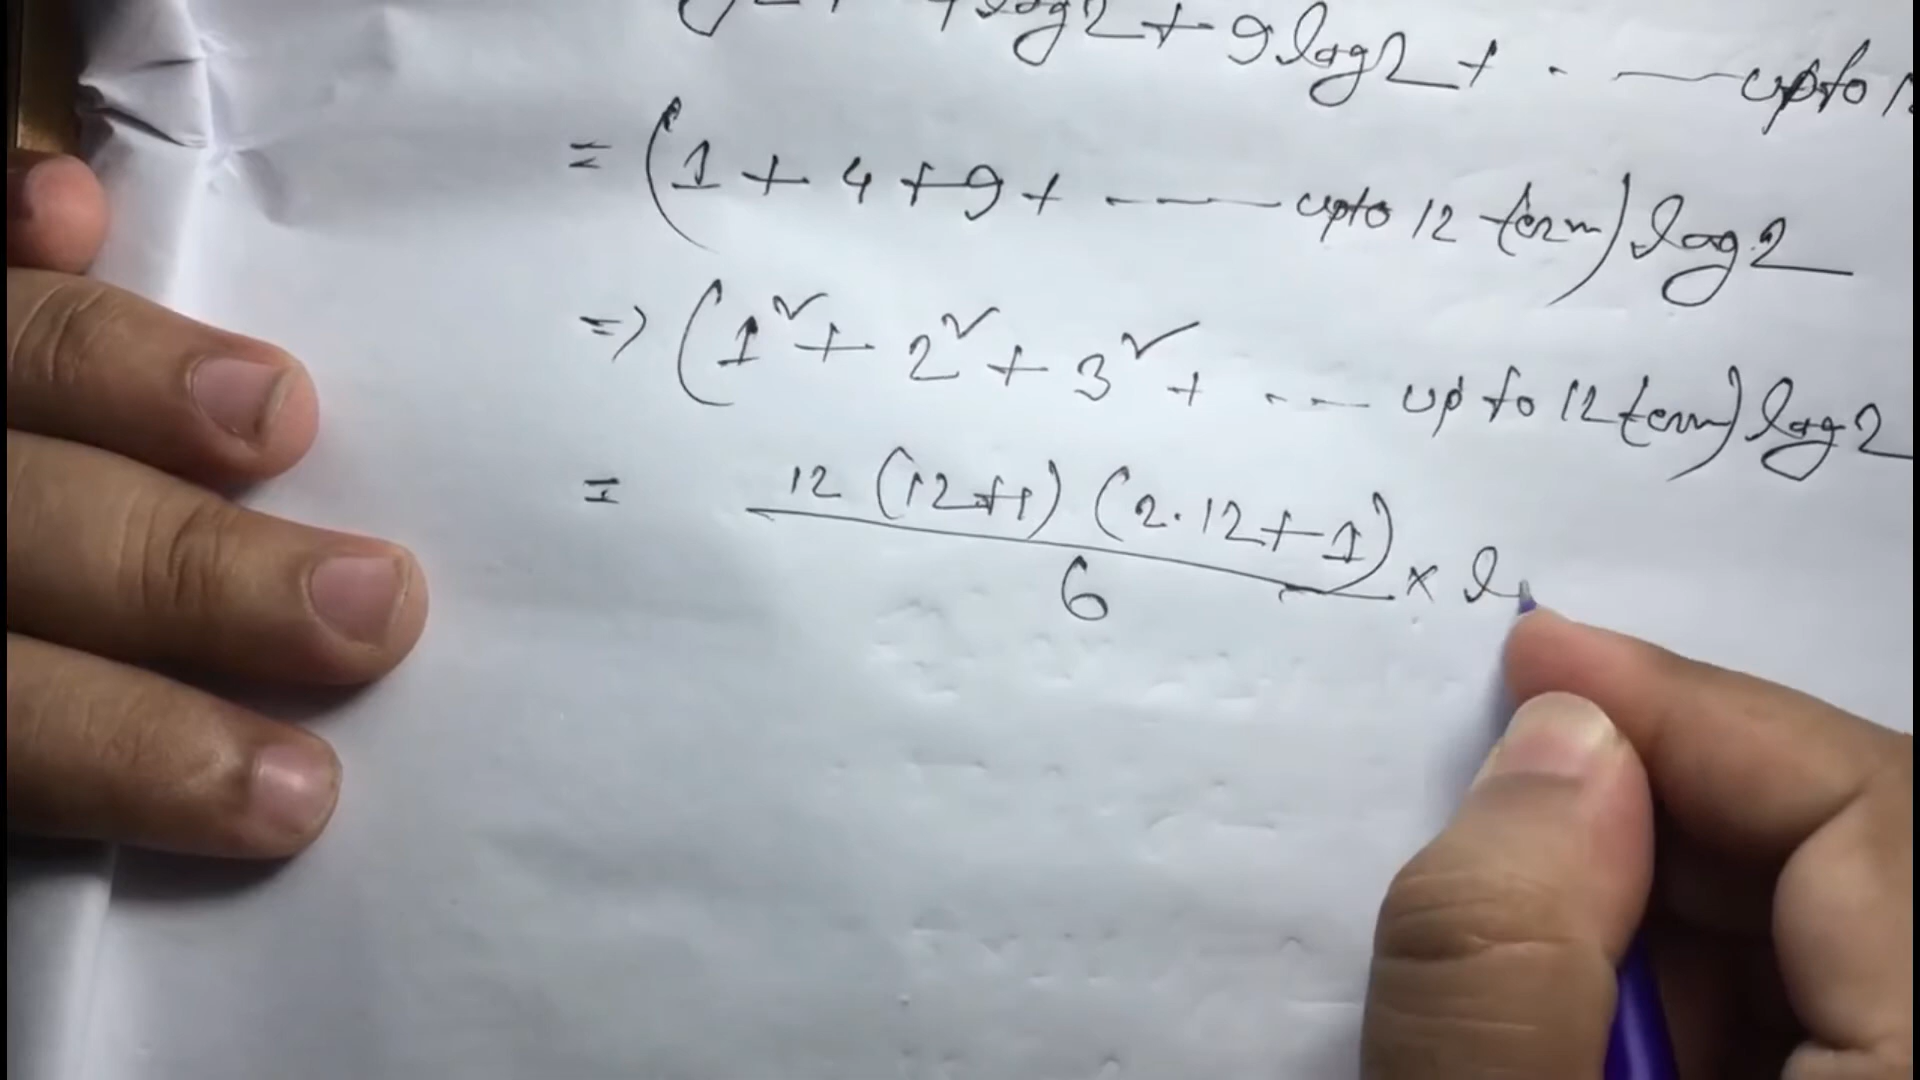 log2 + 9log2 + . — upto
= (1 + 4 + 9 + ----- upto 12 term) log2
=> (1² + 2² + 3² + ... up to 12 term) log2
= 12 (12+1) (2.12+1) / 6 × l